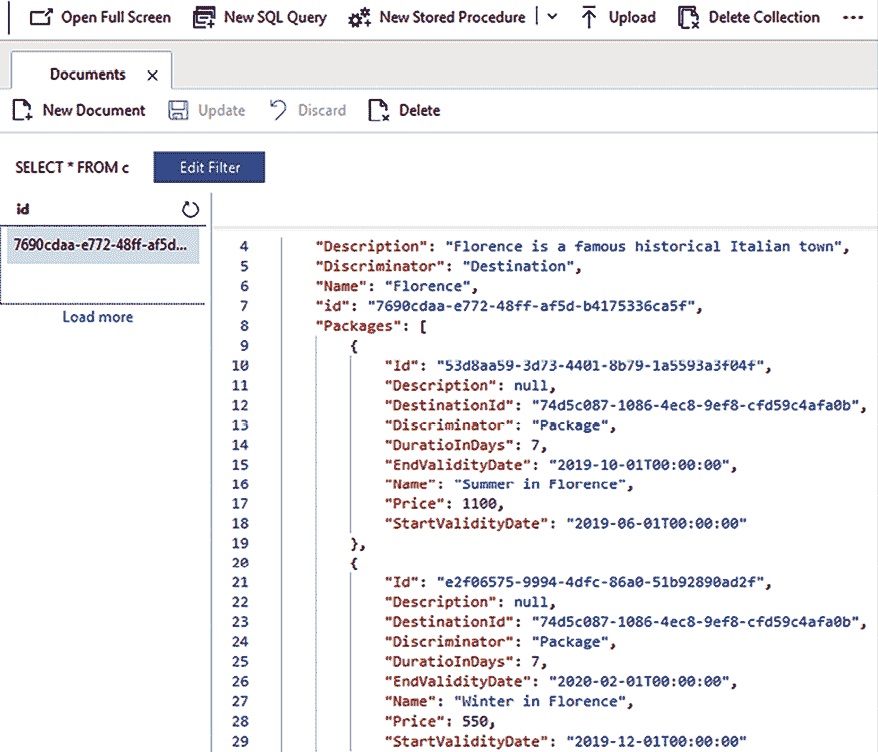 Open Full Screen New SQL Query New Stored Procedure Upload Delete Collection ...
Documents
New Document Update Discard Delete
SELECT * FROM c Edit Filter
id
7690cdaa-e772-48ff-af5d...
Load more
4 "Description": "Florence is a famous historical Italian town",
5 "Discriminator": "Destination",
6 "Name": "Florence",
7 "id": "7690cdaa-e772-48ff-af5d-b4175336ca5f",
8 "Packages": [
9 {
10 "Id": "53d8aa59-3d73-4401-8b79-1a5593a3f04f",
11 "Description": null,
12 "DestinationId": "74d5c087-1086-4ec8-9ef8-cfd59c4afa0b",
13 "Discriminator": "Package",
14 "DuratioInDays": 7,
15 "EndValidityDate": "2019-10-01T00:00:00",
16 "Name": "Summer in Florence",
17 "Price": 1100,
18 "StartValidityDate": "2019-06-01T00:00:00"
19 },
20 {
21 "Id": "e2f06575-9994-4dfc-86a0-51b92890ad2f",
22 "Description": null,
23 "DestinationId": "74d5c087-1086-4ec8-9ef8-cfd59c4afa0b",
24 "Discriminator": "Package",
25 "DuratioInDays": 7,
26 "EndValidityDate": "2020-02-01T00:00:00",
27 "Name": "Winter in Florence",
28 "Price": 550,
29 "StartValidityDate": "2019-12-01T00:00:00"